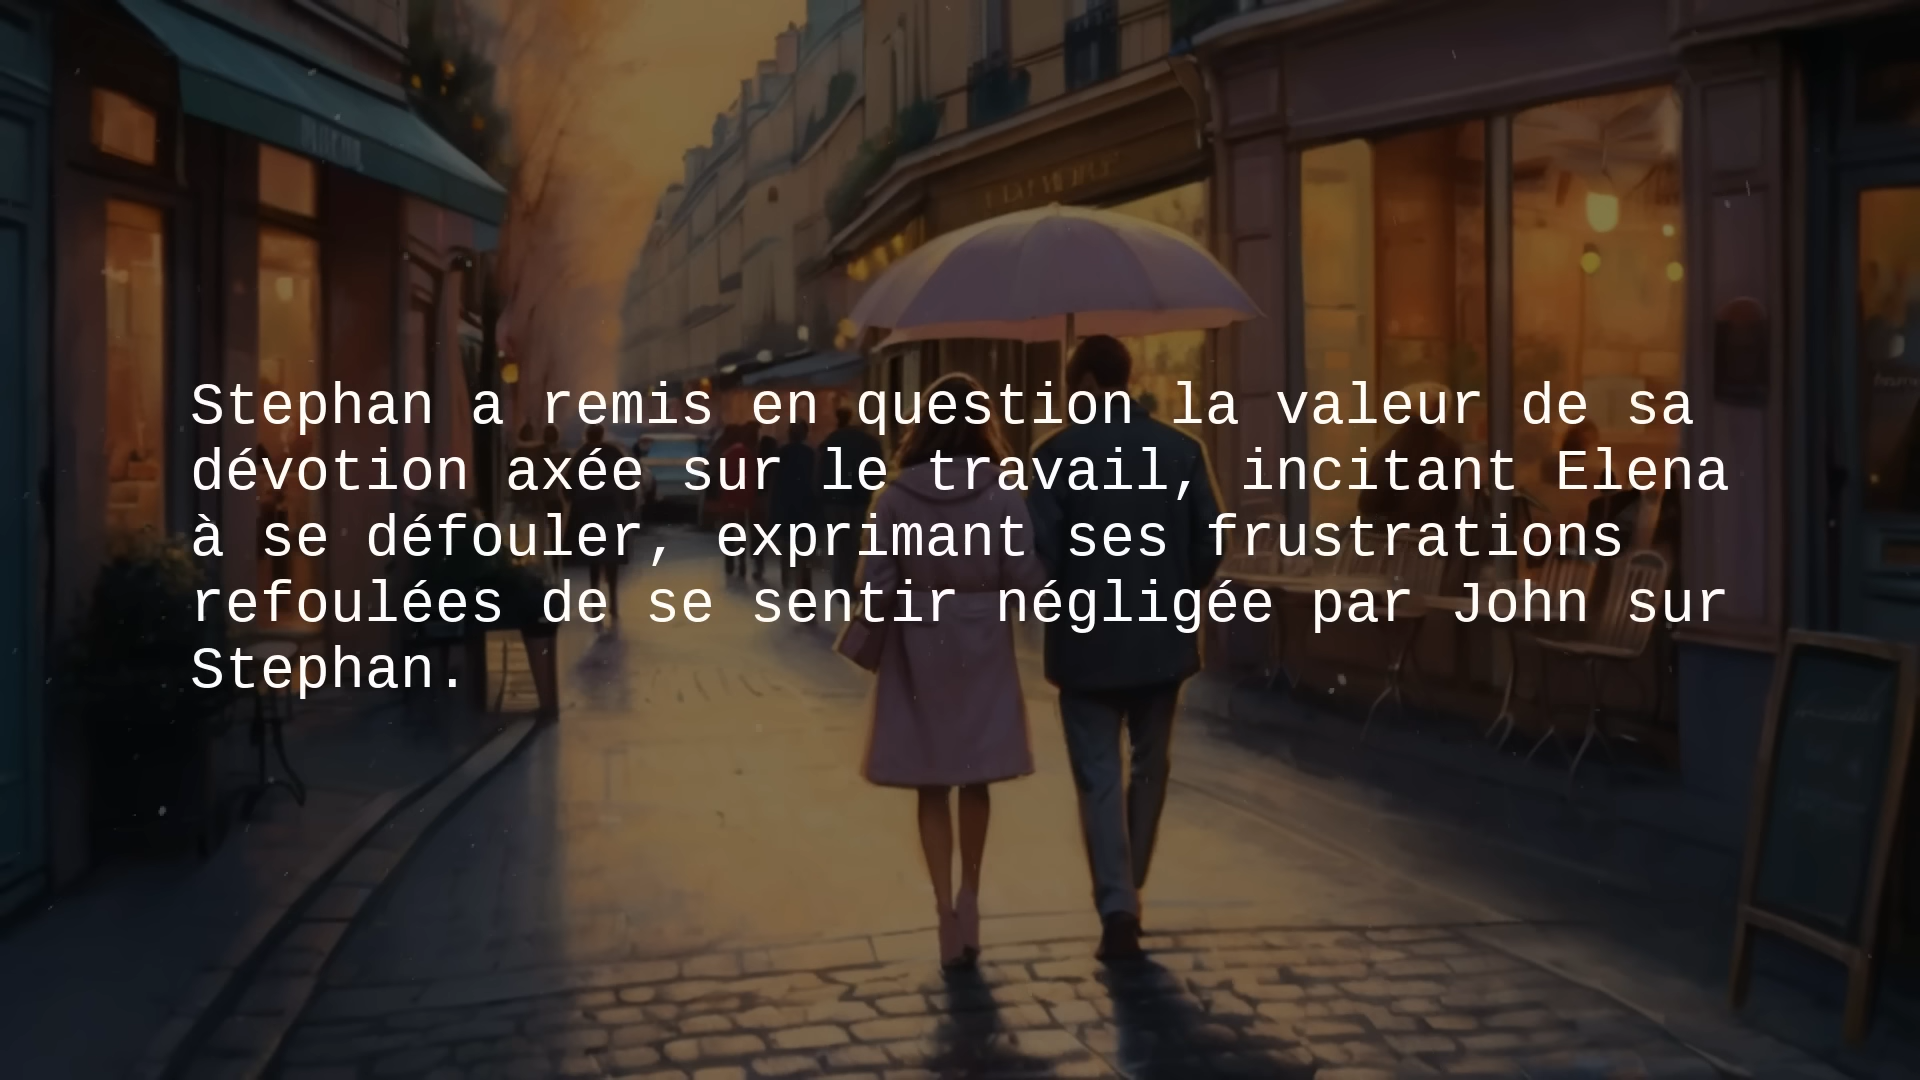 Stephan a remis en question la valeur de sa
dévotion axée sur le travail, incitant Elena
à se défouler, exprimant ses frustrations
refoulées de se sentir négligée par John sur
Stephan.